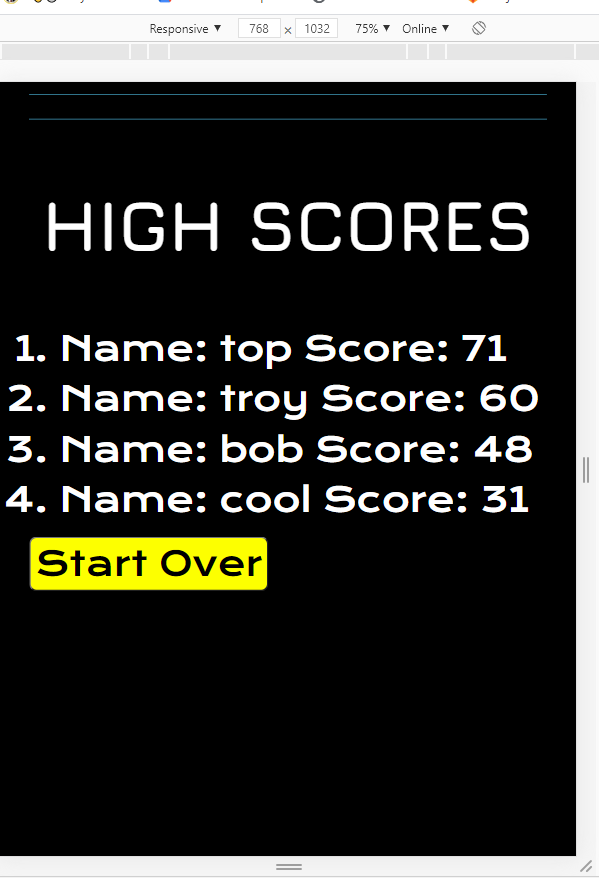 Responsive ▼ 768 × 1032 75% ▼ Online ▼
HIGH SCORES
1. Name: top Score: 71
2. Name: troy Score: 60
3. Name: bob Score: 48
4. Name: cool Score: 31
Start Over